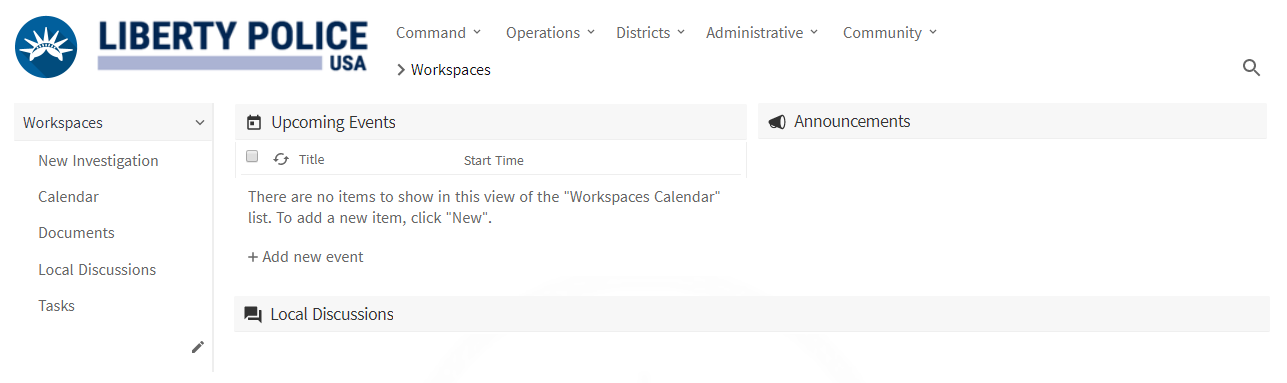 LIBERTY POLICE
USA
Command Operations Districts Administrative Community
Workspaces
Workspaces
New Investigation
Calendar
Documents
Local Discussions
Tasks
Upcoming Events
Title Start Time
There are no items to show in this view of the "Workspaces Calendar"
list. To add a new item, click "New".
+ Add new event
Announcements
Local Discussions